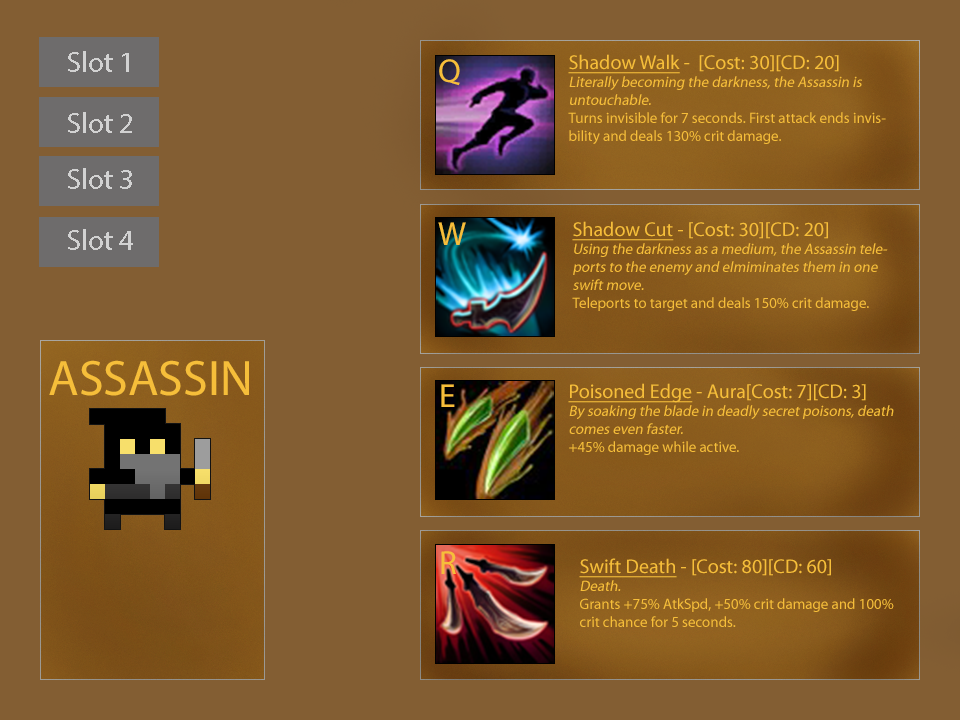 Slot 1
Slot 2
Slot 3
Slot 4
ASSASSIN
Q
Shadow Walk -  [Cost: 30][CD: 20]
Literally becoming the darkness, the Assassin is
untouchable.
Turns invisible for 7 seconds. First attack ends invis-
bility and deals 130% crit damage.
W
Shadow Cut - [Cost: 30][CD: 20]
Using the darkness as a medium, the Assassin tele-
ports to the enemy and elmiminates them in one
swift move.
Teleports to target and deals 150% crit damage.
E
Poisoned Edge - Aura[Cost: 7][CD: 3]
By soaking the blade in deadly secret poisons, death
comes even faster.
+45% damage while active.
R
Swift Death - [Cost: 80][CD: 60]
Death.
Grants +75% AtkSpd, +50% crit damage and 100%
crit chance for 5 seconds.